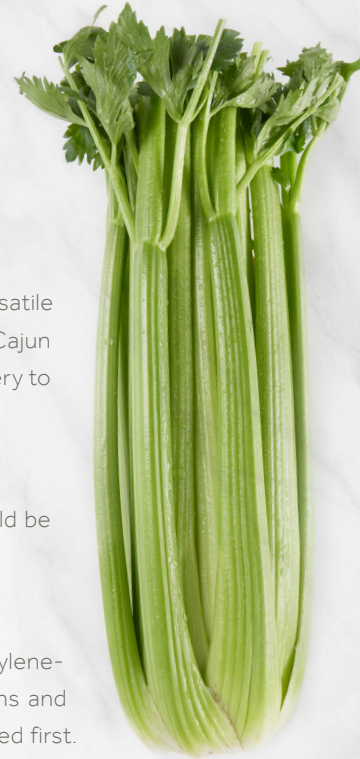 satile
Cajun
ery to
ld be
ylene-
ns and
ed first.